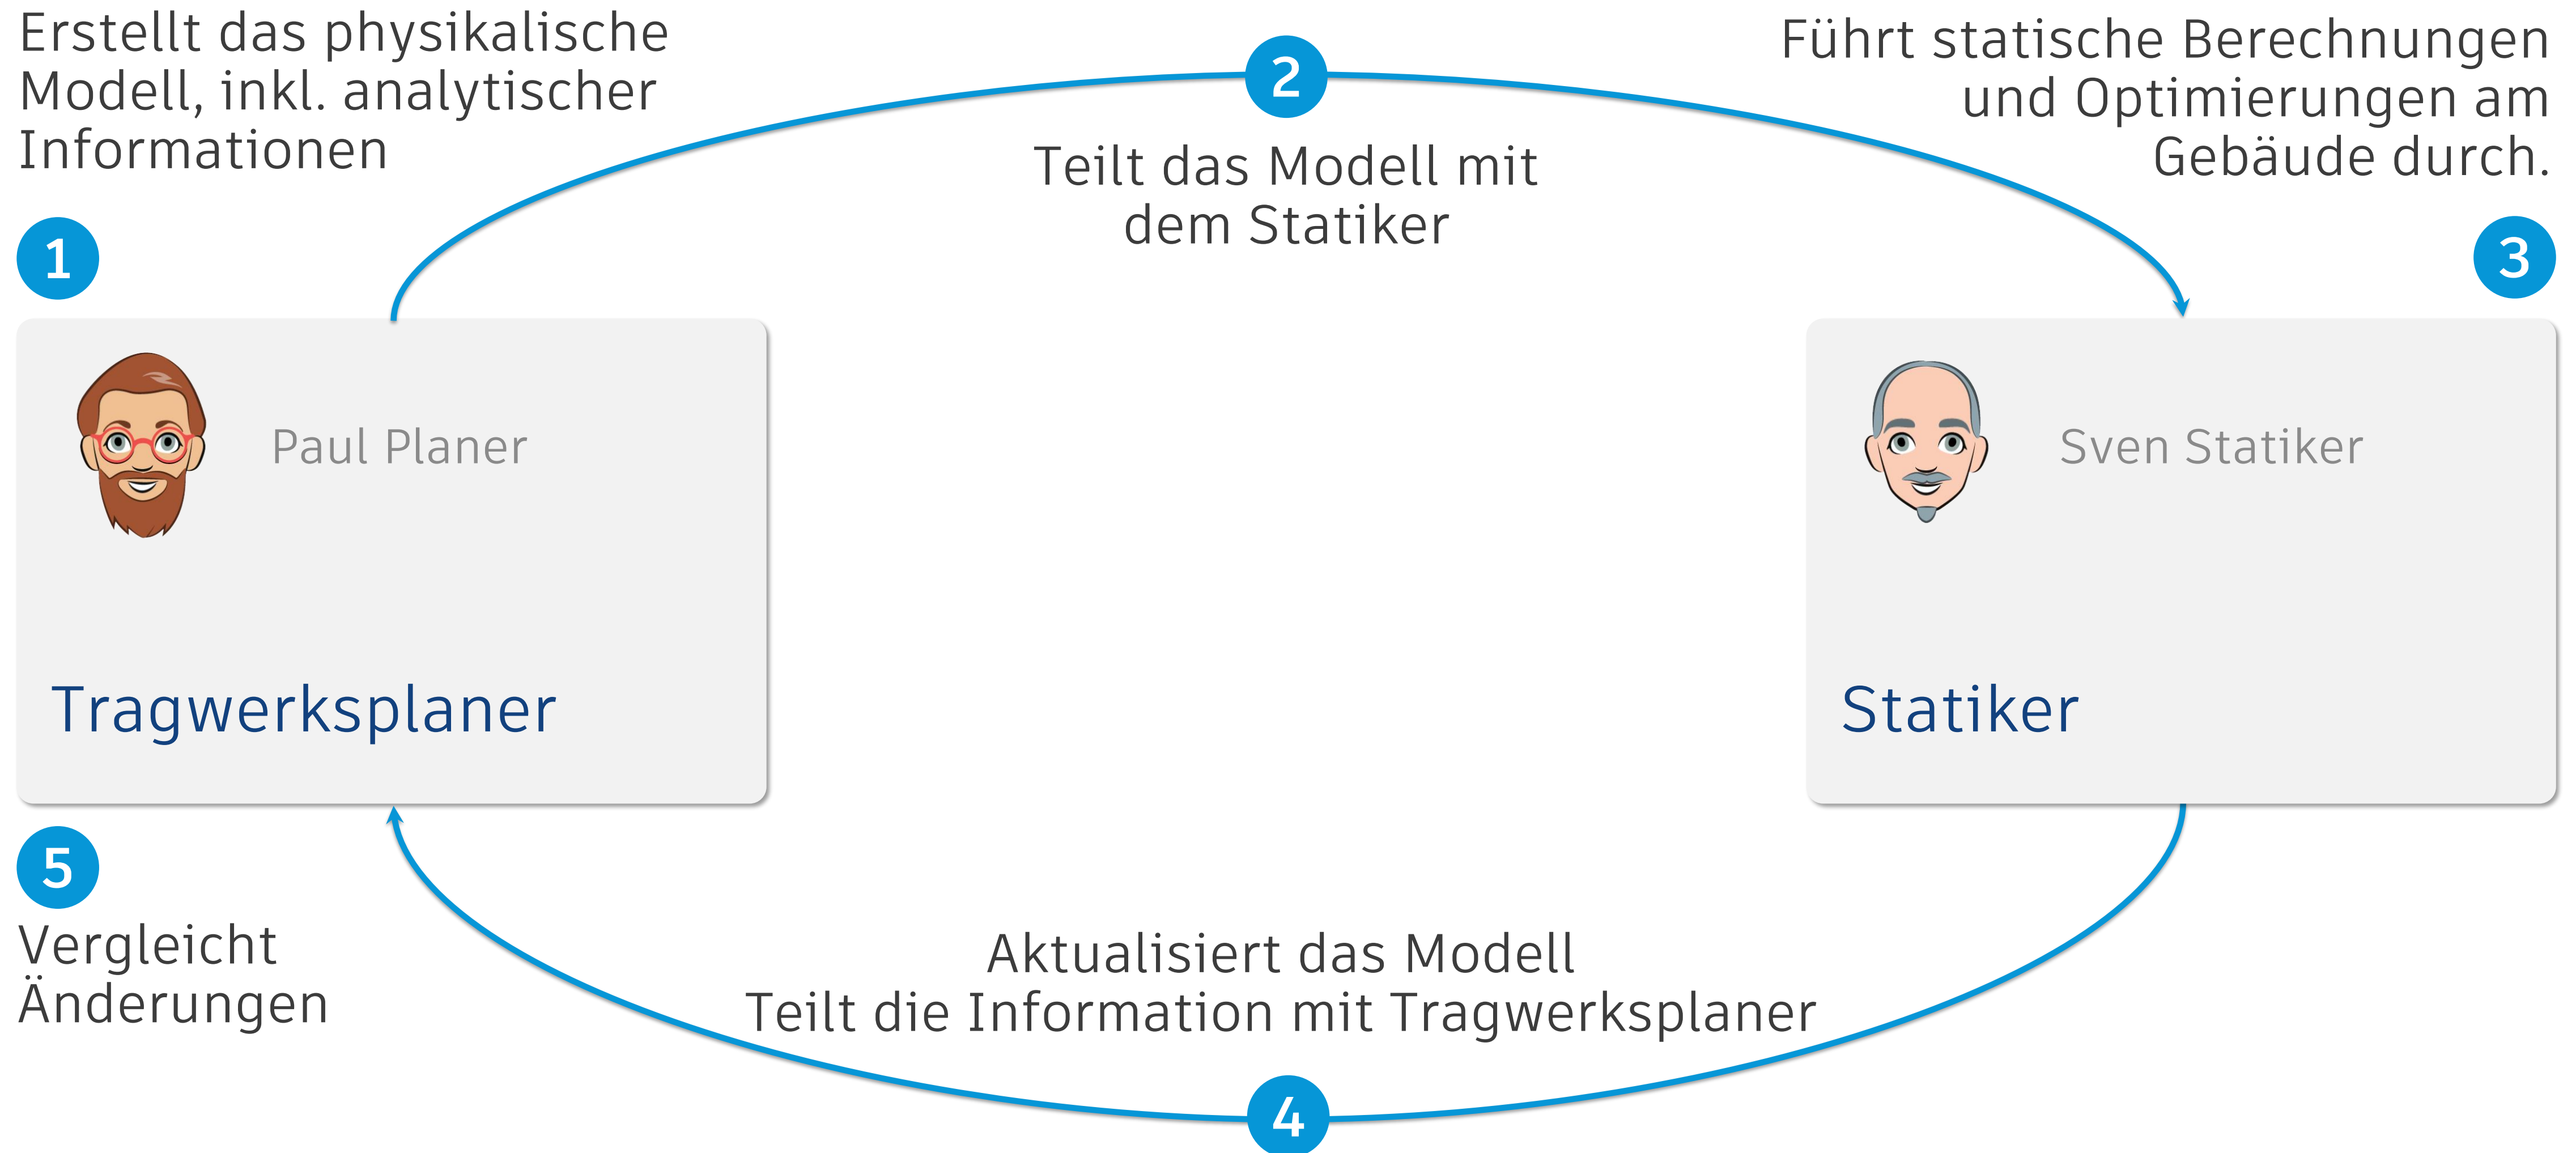 Erstellt das physikalische
Modell, inkl. analytischer
Informationen
1
2
Teilt das Modell mit
dem Statiker
Führt statische Berechnungen
und Optimierungen am
Gebäude durch.
3
Paul Planer
Tragwerksplaner
Sven Statiker
Statiker
5
Vergleicht
Änderungen
Aktualisiert das Modell
Teilt die Information mit Tragwerksplaner
4